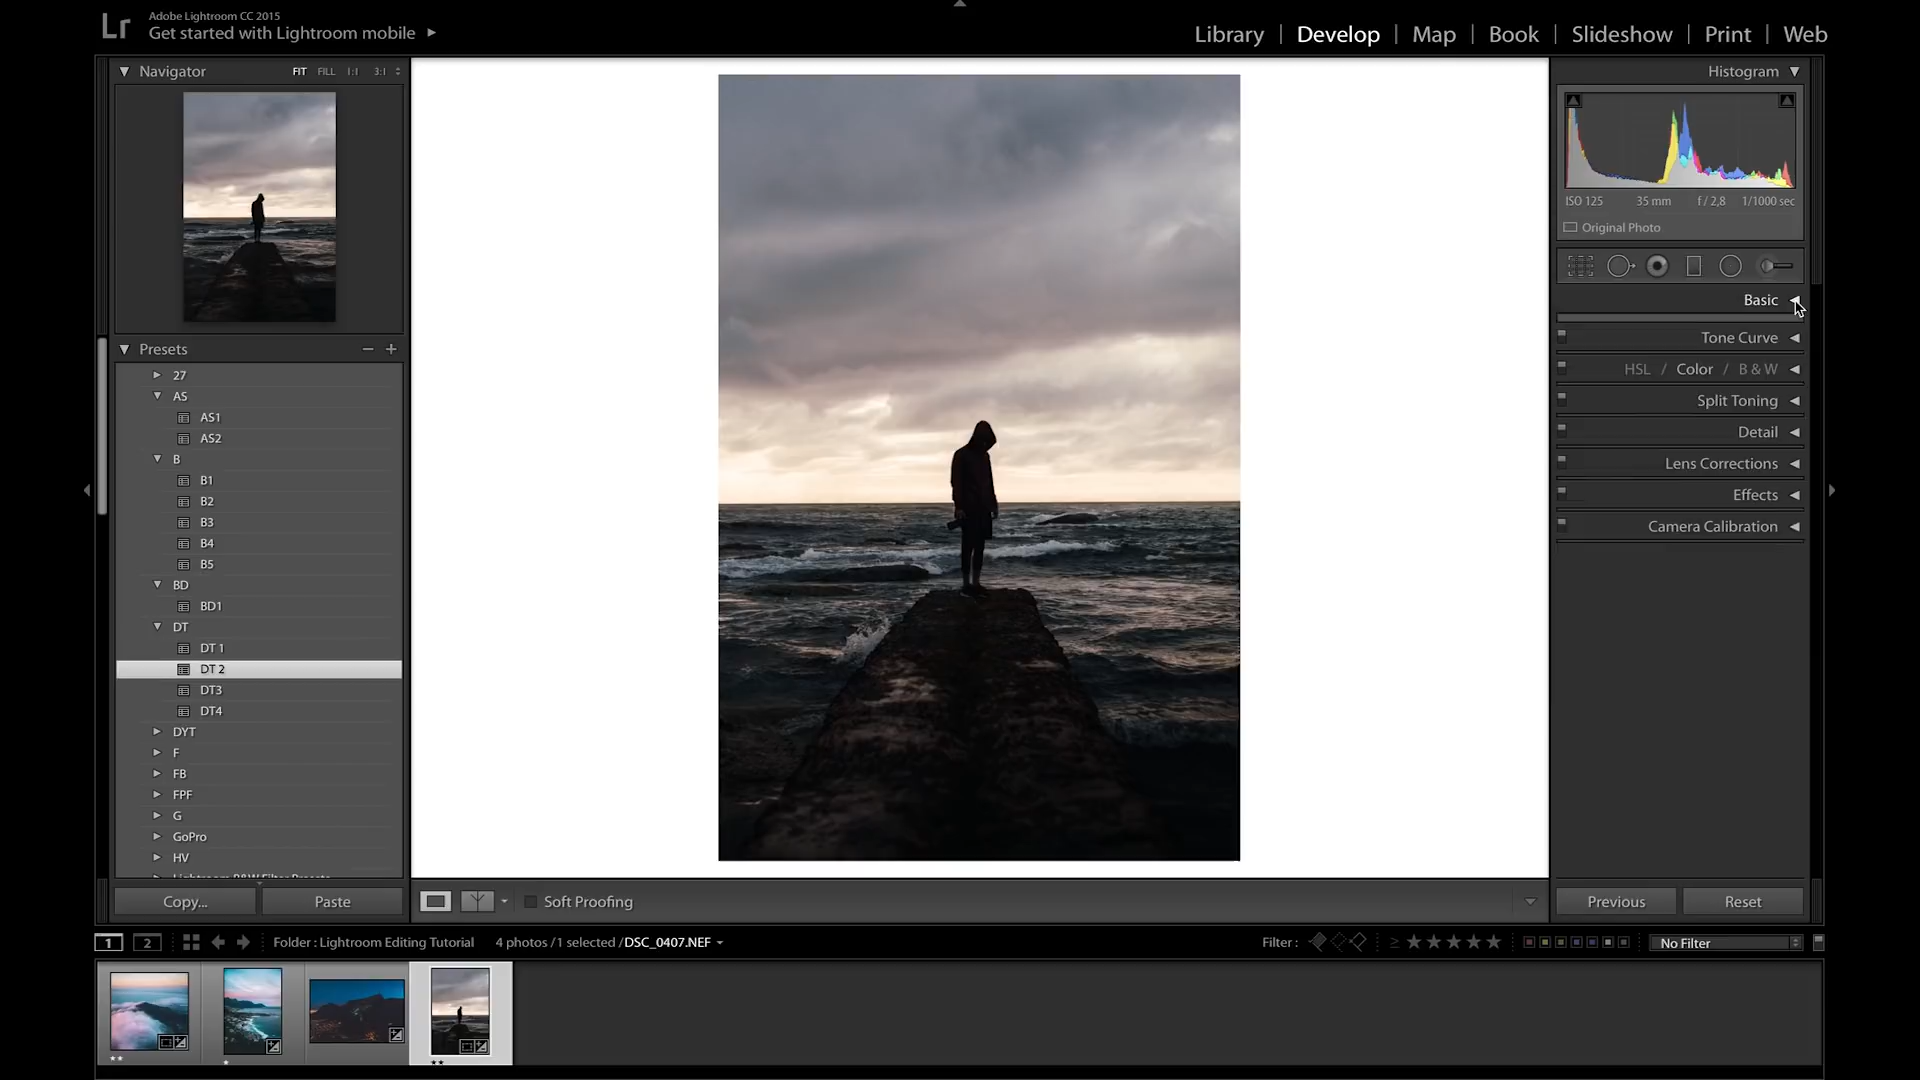 Lr
Adobe Lightroom CC 2015
Get started with Lightroom mobile
Library | Develop | Map | Book | Slideshow | Print | Web
Navigator FIT FILL 1:1 3:1
Presets
27
AS
AS1
AS2
B
B1
B2
B3
B4
B5
BD
BD1
DT
DT 1
DT 2
DT3
DT4
DYT
F
FB
FPF
G
GoPro
HV
Lightroom B&W Filter Presets
Copy... Paste
Soft Proofing
Histogram
ISO 125 35 mm f / 2,8 1/1000 sec
Original Photo
Basic
Tone Curve
HSL / Color / B & W
Split Toning
Detail
Lens Corrections
Effects
Camera Calibration
Previous Reset
1 2 Folder : Lightroom Editing Tutorial 4 photos /1 selected /DSC_0407.NEF Filter : ≥ ★★★★★ No Filter